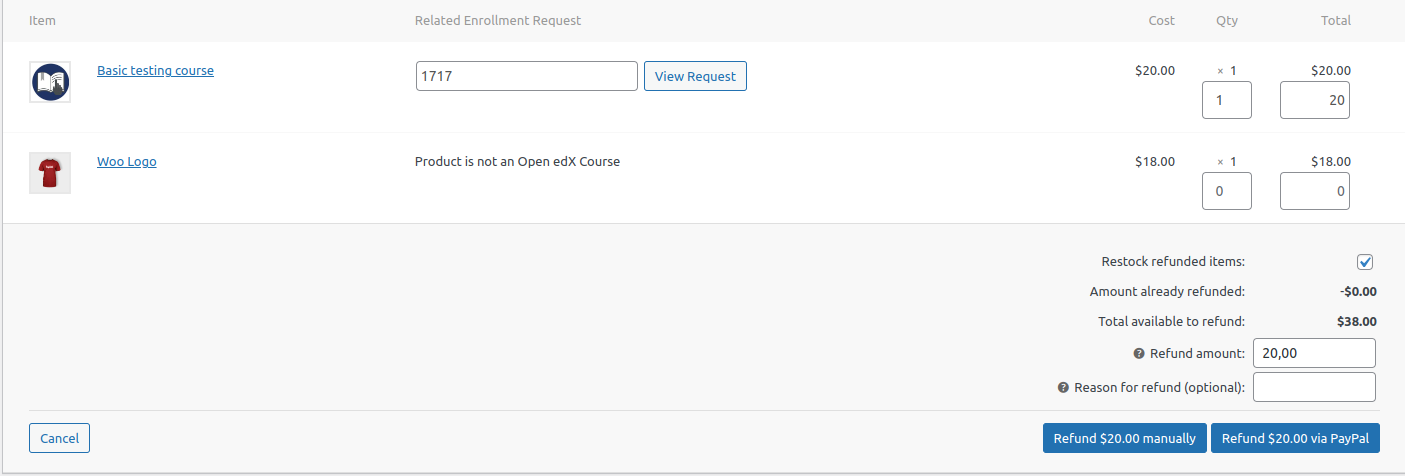 Item Related Enrollment Request Cost Qty Total
Basic testing course 1717 View Request $20.00 × 1 $20.00
1 20
Woo Logo Product is not an Open edX Course $18.00 × 1 $18.00
0 0
Restock refunded items:
Amount already refunded: -$0.00
Total available to refund: $38.00
? Refund amount: 20,00
? Reason for refund (optional):
Cancel Refund $20.00 manually Refund $20.00 via PayPal